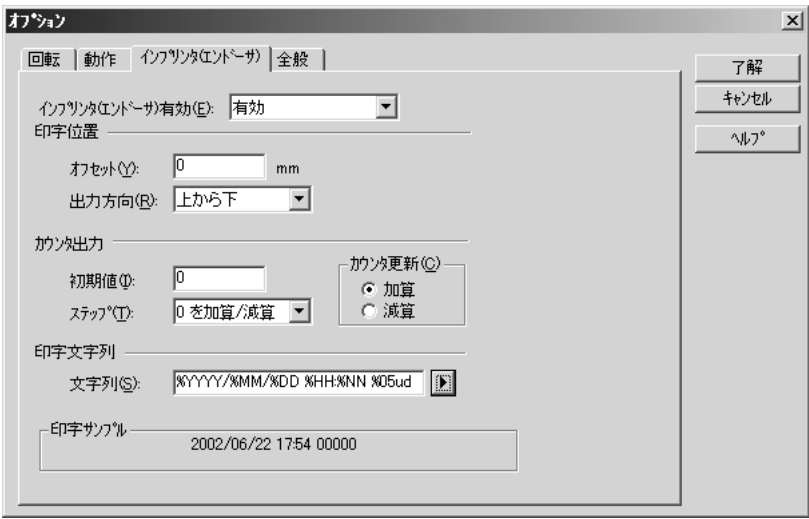 ｵﾌﾟｼｮﾝ
回転 動作 ｲﾝﾌﾟﾘﾝﾀ(ｴﾝﾄﾞｰｻ) 全般
了解
ｷｬﾝｾﾙ
ﾍﾙﾌﾟ
ｲﾝﾌﾟﾘﾝﾀ(ｴﾝﾄﾞｰｻ)有効(E): 有効
印字位置
ｵﾌｾｯﾄ(Y): 0 mm
出力方向(R): 上から下
ｶｳﾝﾀ出力
初期値(I): 0
ｽﾃｯﾌﾟ(T): 0 を加算/減算
ｶｳﾝﾀ更新(C)
加算
減算
印字文字列
文字列(S): %YYYY/%MM/%DD %HH:%NN %05ud
印字ｻﾝﾌﾟﾙ
2002/06/22 17:54 00000